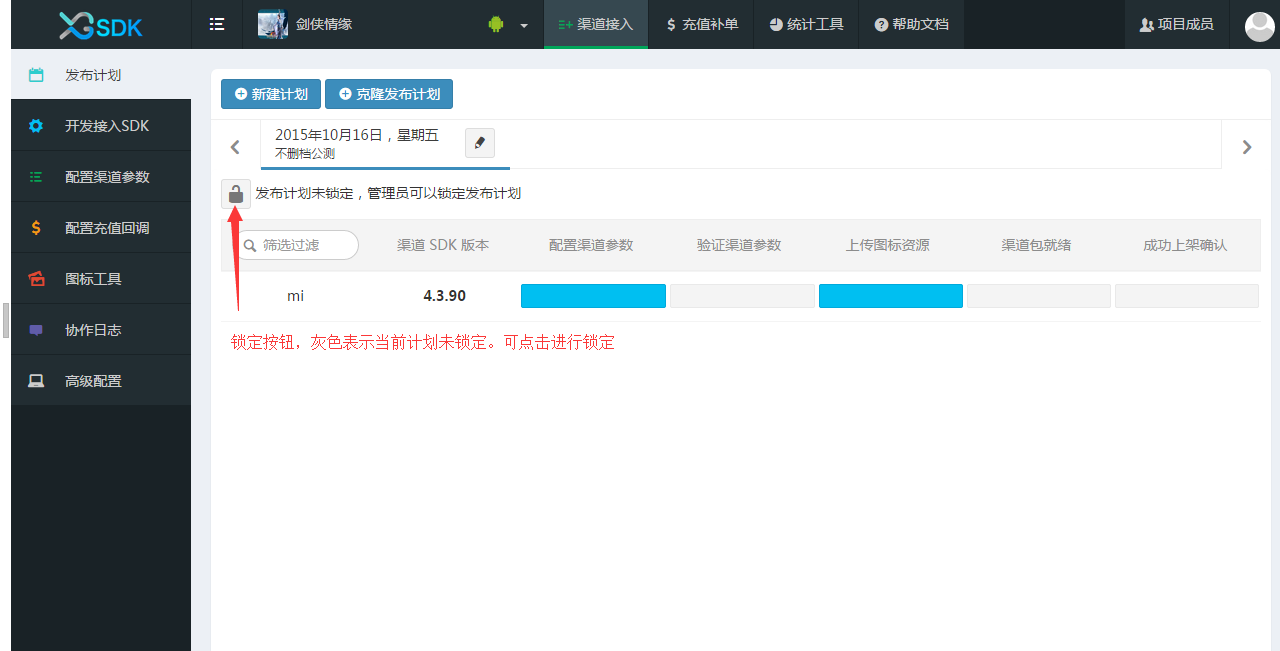 XGSDK
剑侠情缘
渠道接入
$ 充值补单
统计工具
帮助文档
项目成员
发布计划
开发接入SDK
配置渠道参数
$ 配置充值回调
图标工具
协作日志
高级配置
新建计划
克隆发布计划
2015年10月16日，星期五
不删档公测
发布计划未锁定，管理员可以锁定发布计划
筛选过滤
渠道 SDK 版本
配置渠道参数
验证渠道参数
上传图标资源
渠道包就绪
成功上架确认
mi
4.3.90
锁定按钮，灰色表示当前计划未锁定。可点击进行锁定